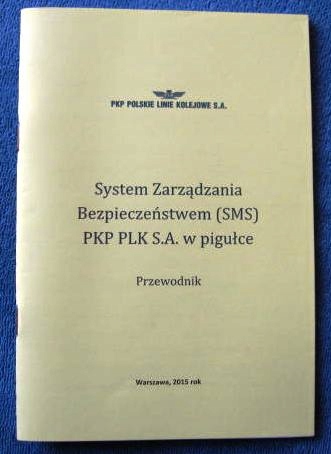 PKP POLSKIE LINIE KOLEJOWE S.A.
System Zarządzania
Bezpieczeństwem (SMS)
PKP PLK S.A. w pigułce
Przewodnik
Warszawa, 2015 rok